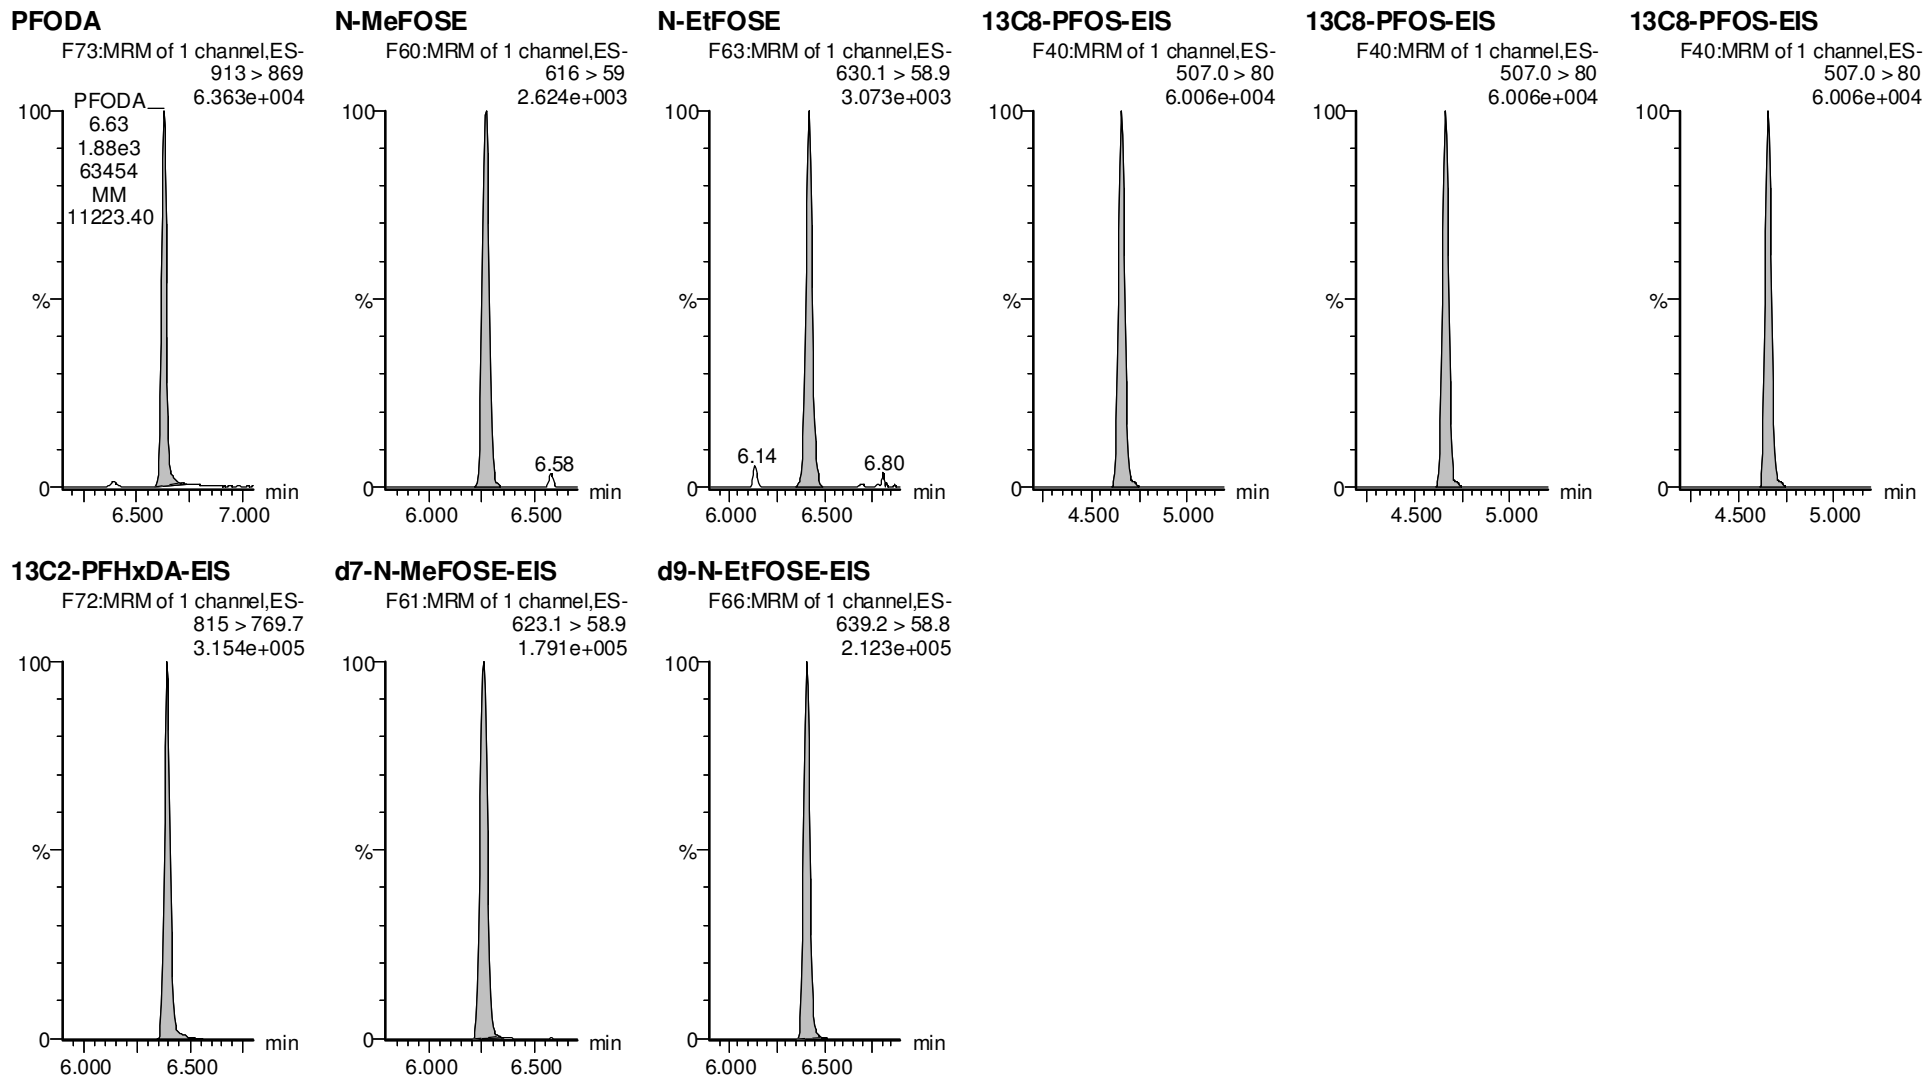 PFODA
F73:MRM of 1 channel,ES-
913 > 869
6.363e+004
100
PFODA
6.63
1.88e3
63454
MM
11223.40
%
0
min
6.500 7.000
N-MeFOSE
F60:MRM of 1 channel,ES-
616 > 59
2.624e+003
100
%
6.58
0
min
6.000 6.500
N-EtFOSE
F63:MRM of 1 channel,ES-
630.1 > 58.9
3.073e+003
100
%
6.14
6.80
0
min
6.000 6.500
13C8-PFOS-EIS
F40:MRM of 1 channel,ES-
507.0 > 80
6.006e+004
100
%
0
min
4.500 5.000
13C8-PFOS-EIS
F40:MRM of 1 channel,ES-
507.0 > 80
6.006e+004
100
%
0
min
4.500 5.000
13C8-PFOS-EIS
F40:MRM of 1 channel,ES-
507.0 > 80
6.006e+004
100
%
0
min
4.500 5.000
13C2-PFHxDA-EIS
F72:MRM of 1 channel,ES-
815 > 769.7
3.154e+005
100
%
0
min
6.000 6.500
d7-N-MeFOSE-EIS
F61:MRM of 1 channel,ES-
623.1 > 58.9
1.791e+005
100
%
0
min
6.000 6.500
d9-N-EtFOSE-EIS
F66:MRM of 1 channel,ES-
639.2 > 58.8
2.123e+005
100
%
0
min
6.000 6.500